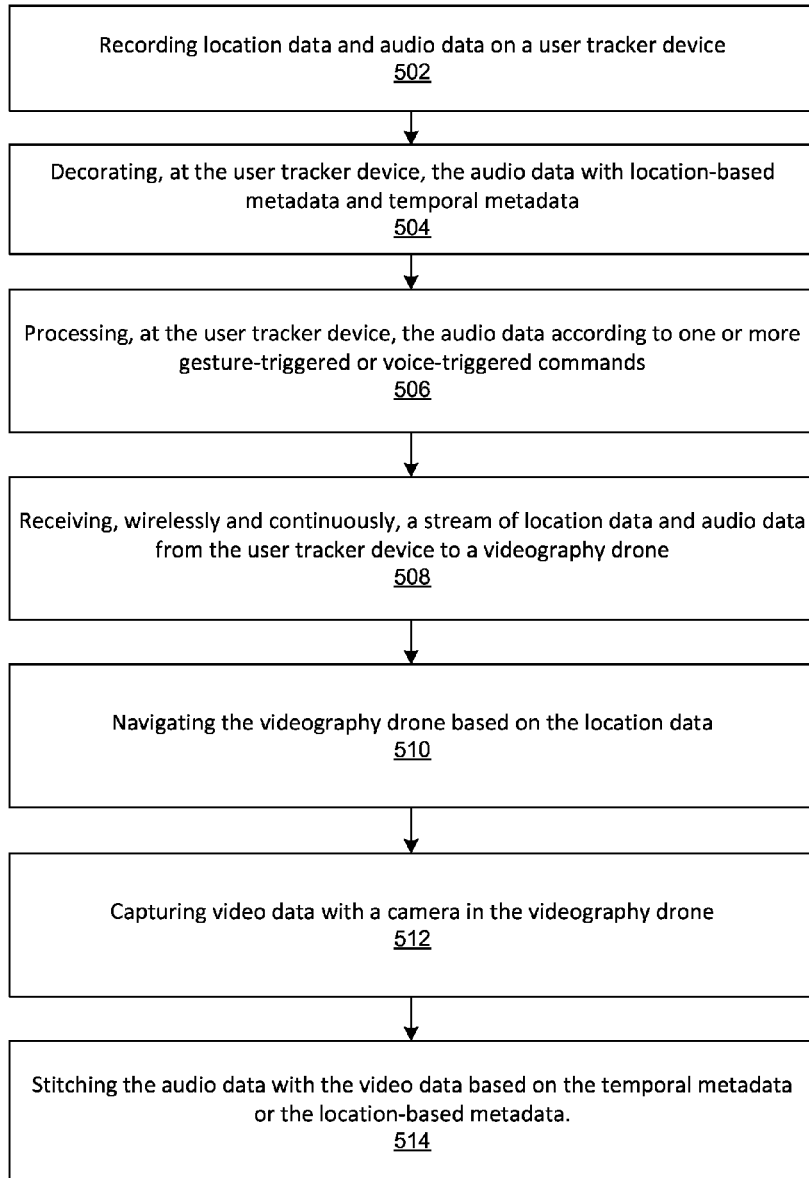 Recording location data and audio data on a user tracker device
502
Decorating, at the user tracker device, the audio data with location-based
metadata and temporal metadata
504
Processing, at the user tracker device, the audio data according to one or more
gesture-triggered or voice-triggered commands
506
Receiving, wirelessly and continuously, a stream of location data and audio data
from the user tracker device to a videography drone
508
Navigating the videography drone based on the location data
510
Capturing video data with a camera in the videography drone
512
Stitching the audio data with the video data based on the temporal metadata
or the location-based metadata.
514